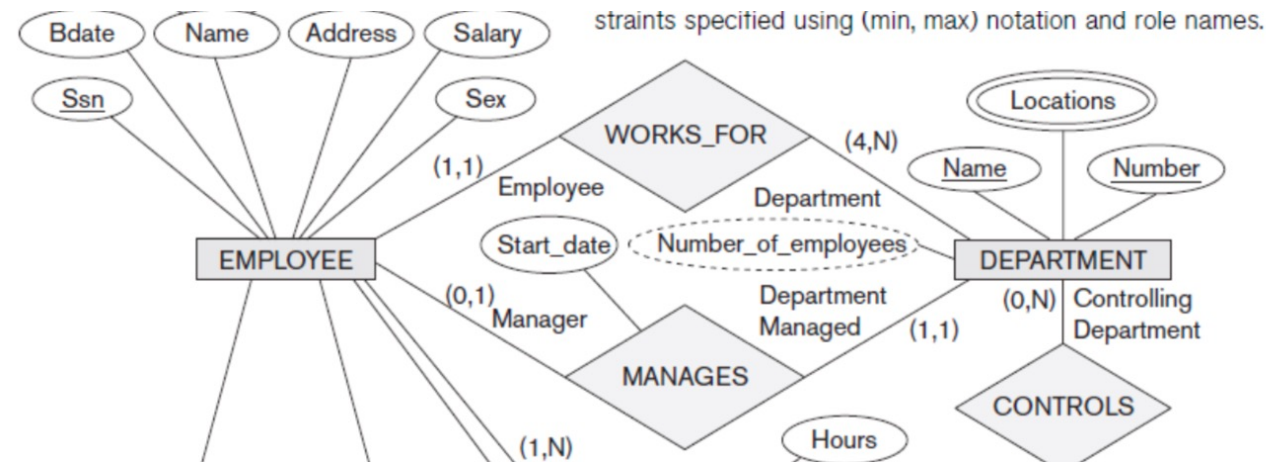 straints specified using (min, max) notation and role names.
Bdate
Name
Address
Salary
Ssn
Sex
WORKS_FOR
Locations
(1,1)
(4,N)
Name
Number
Employee
Department
Start_date
Number_of_employees
EMPLOYEE
DEPARTMENT
(0,1)
Manager
Department
Managed
(1,1)
(0,N)
Controlling
Department
MANAGES
CONTROLS
(1,N)
Hours